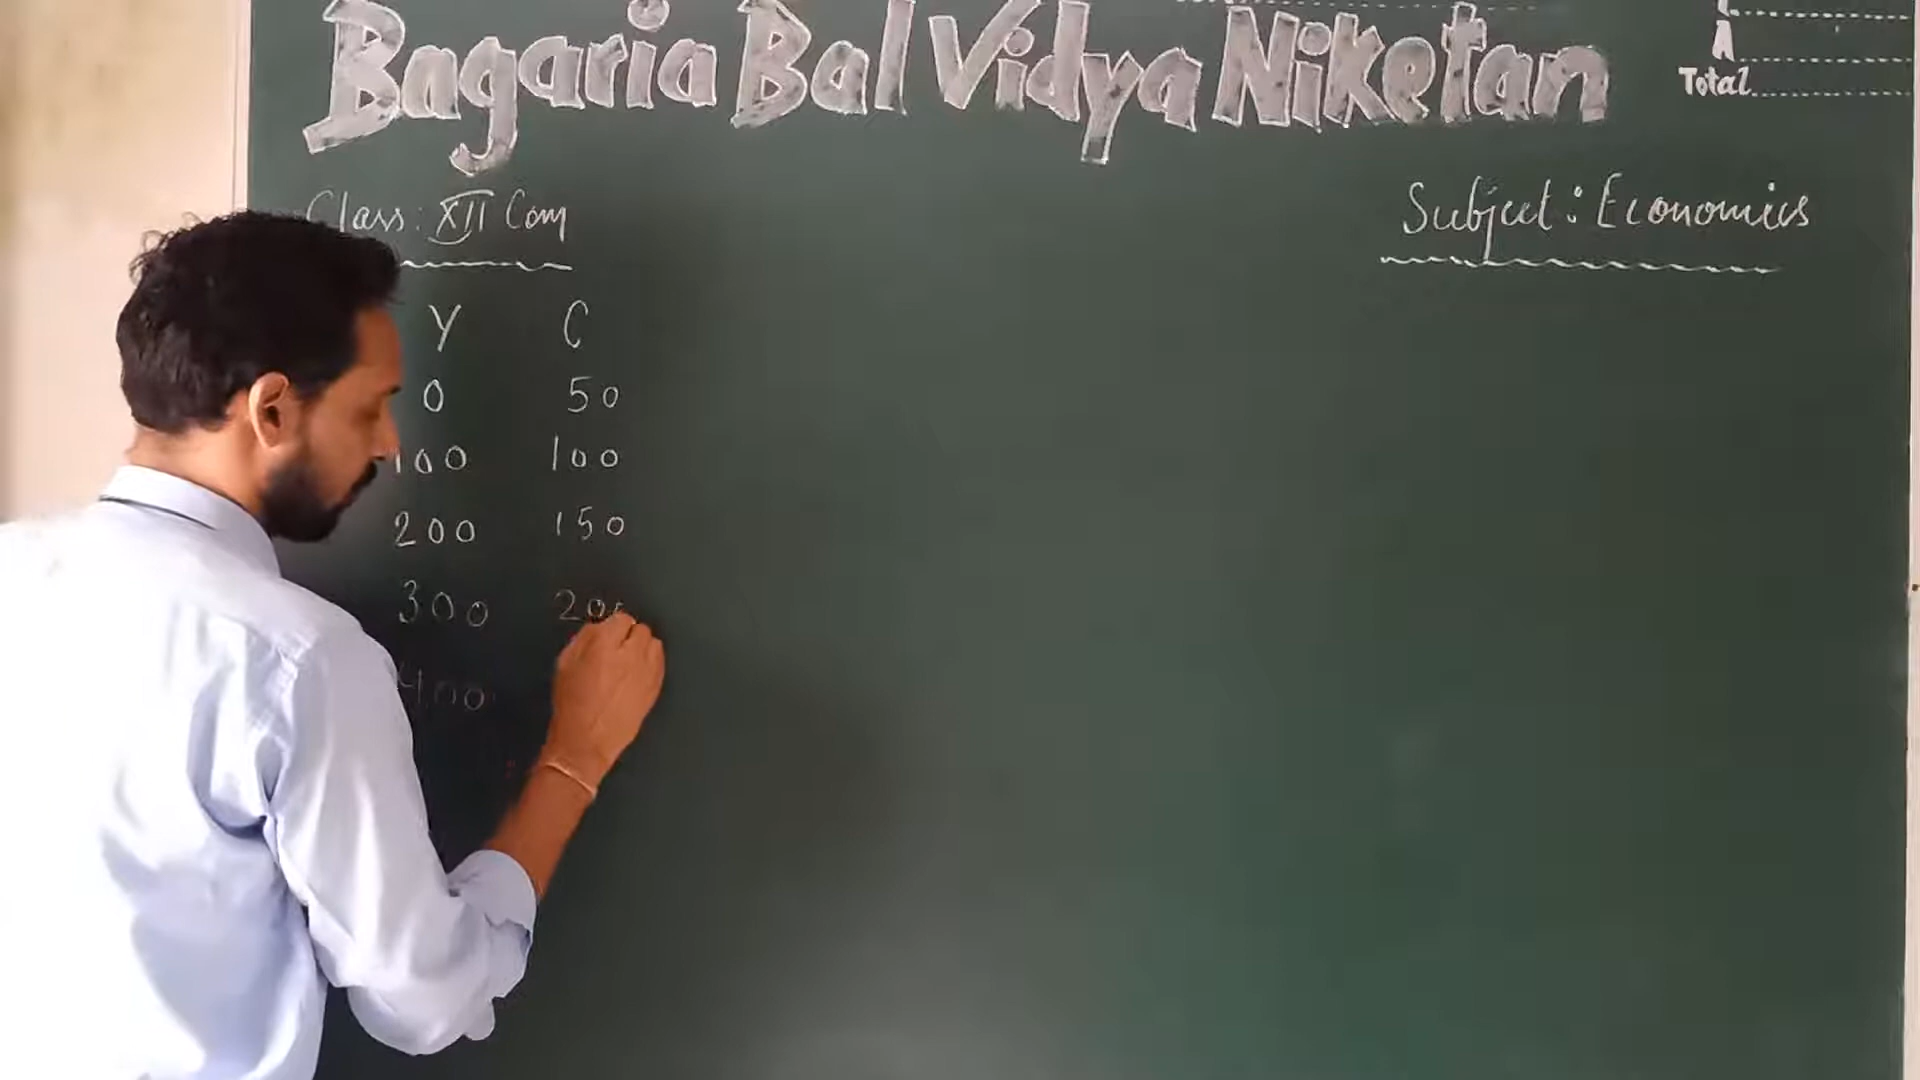 Bagaria Bal Vidya Niketan
A
Total
Class: XII Com
Subject: Economics
Y C
0 50
100 100
200 150
300 200
400